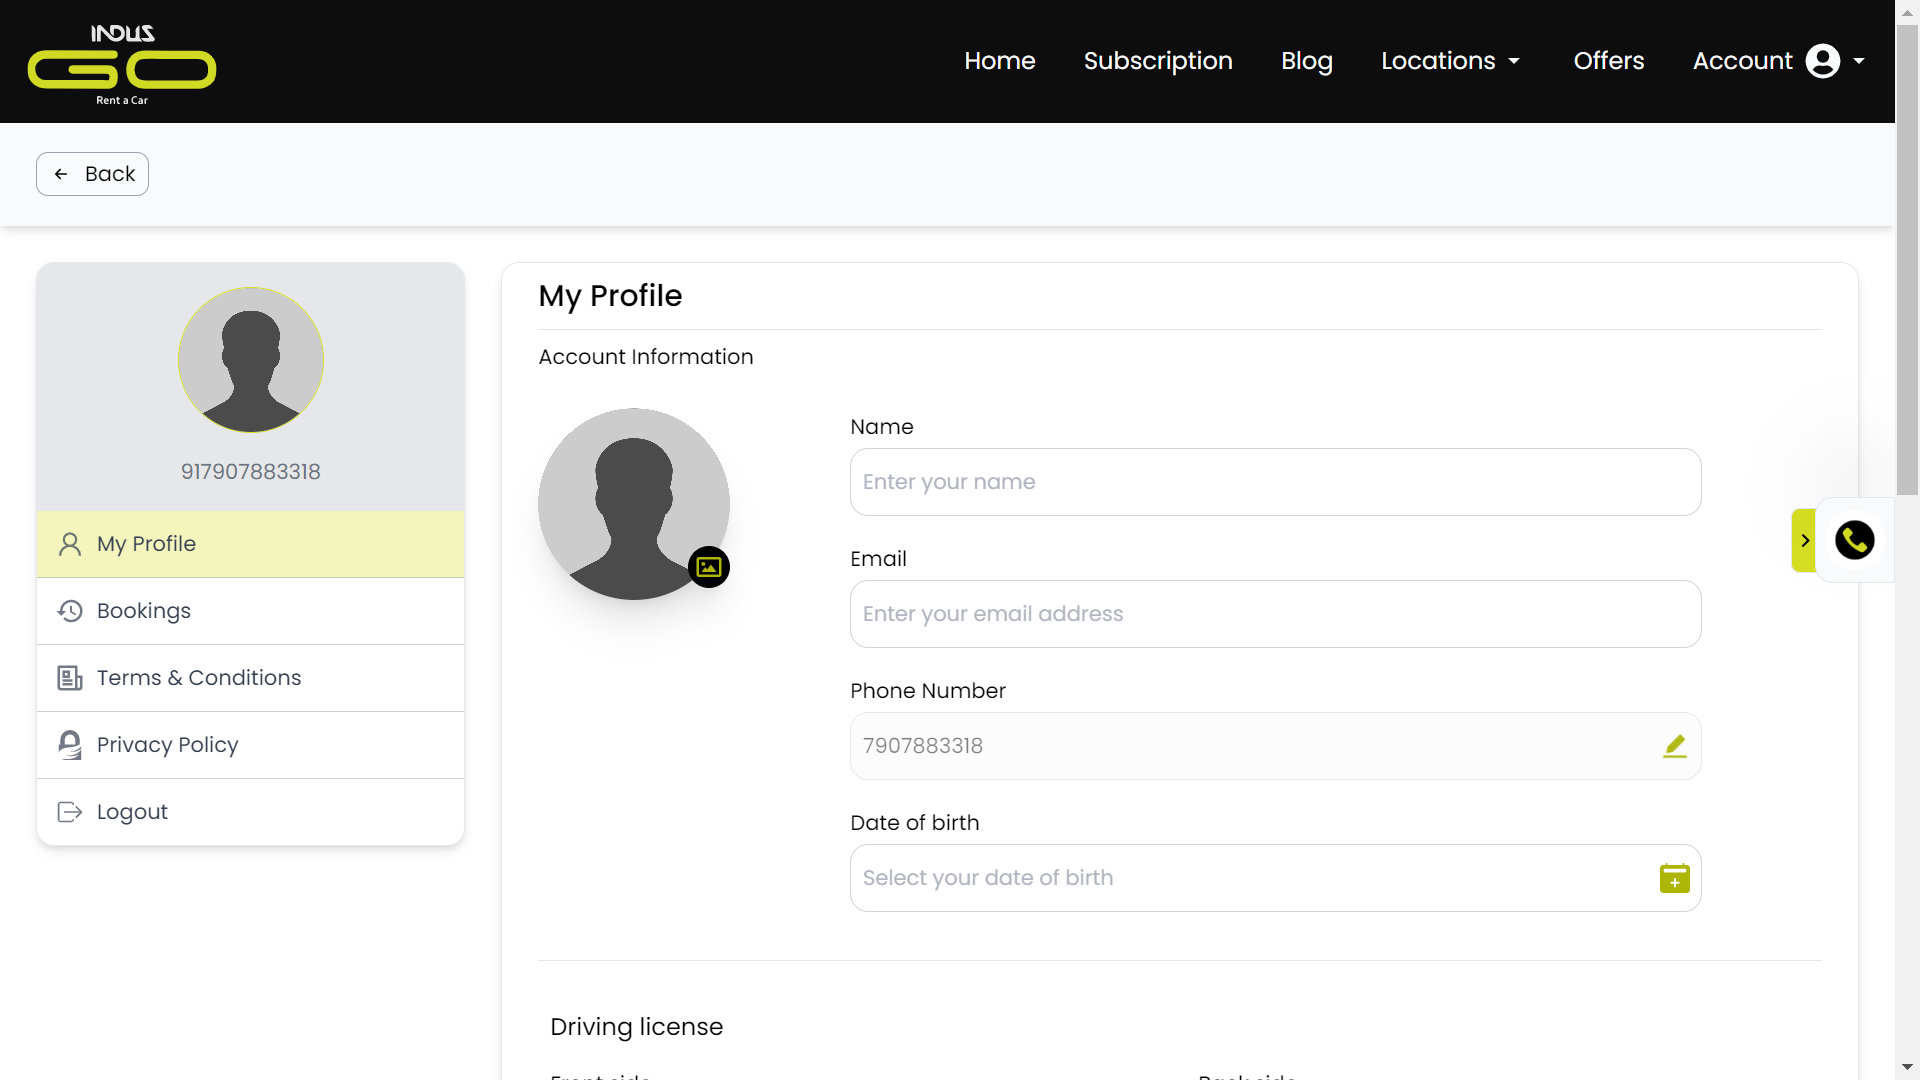 INDUS
GO
Rent a Car
Home
Subscription
Blog
Locations
Offers
Account
Back
917907883318
My Profile
Bookings
Terms & Conditions
Privacy Policy
Logout
My Profile
Account Information
Name
Enter your name
Email
Enter your email address
Phone Number
7907883318
Date of birth
Select your date of birth
Driving license